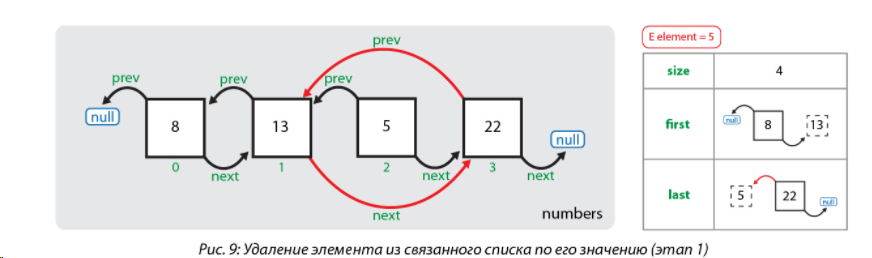 prev
prev prev prev
null
8 13 5 22
null
0 1 2 3
next next next
next
numbers
E element = 5
size 4
first null 8 13
last 5 22 null
Рис. 9: Удаление элемента из связанного списка по его значению (этап 1)